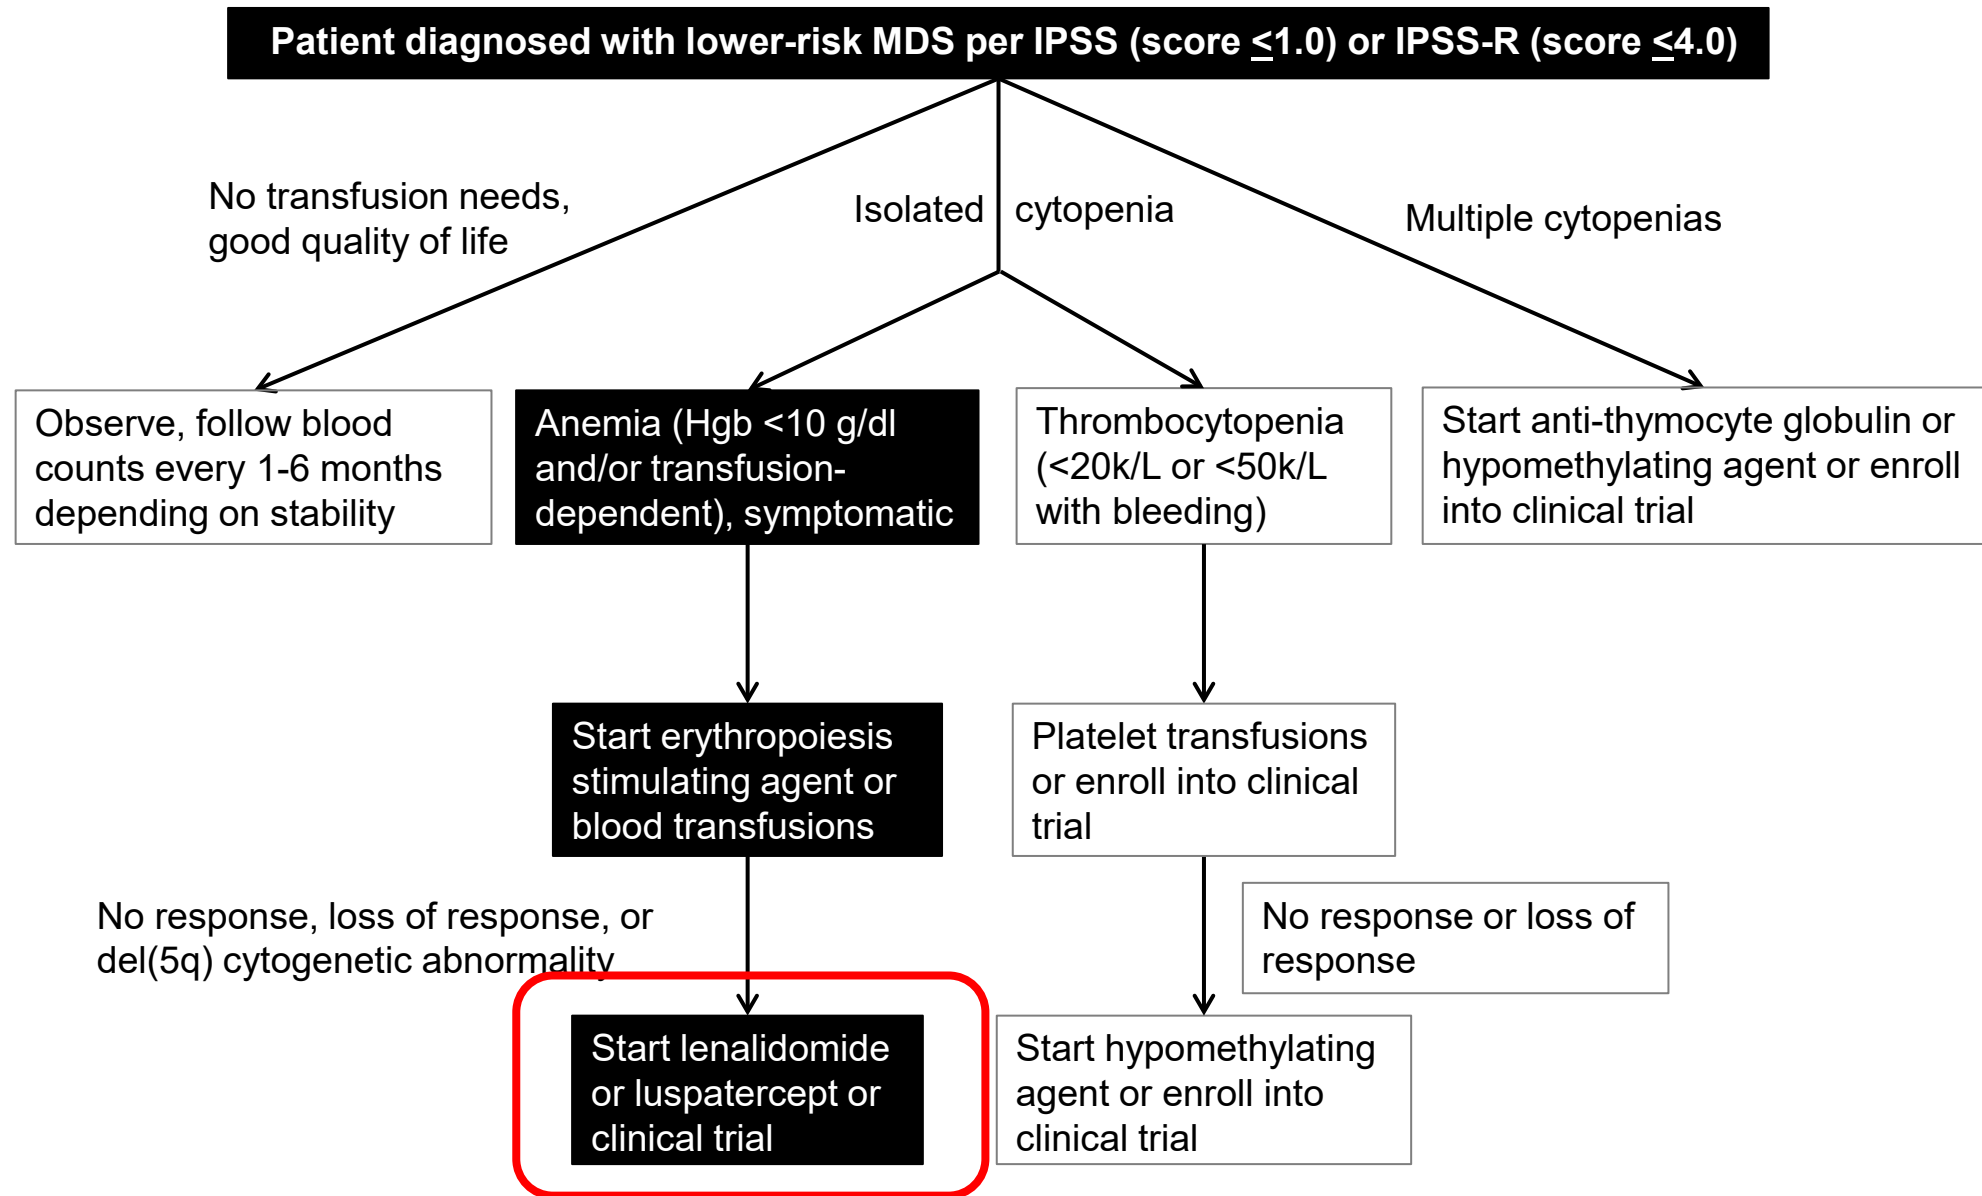 Patient diagnosed with lower-risk MDS per IPSS (score ≤1.0) or IPSS-R (score ≤4.0)
No transfusion needs,
good quality of life
Isolated cytopenia
Multiple cytopenias
Observe, follow blood
counts every 1-6 months
depending on stability
Anemia (Hgb <10 g/dl
and/or transfusion-
dependent), symptomatic
Thrombocytopenia
(<20k/L or <50k/L
with bleeding)
Start anti-thymocyte globulin or
hypomethylating agent or enroll
into clinical trial
Start erythropoiesis
stimulating agent or
blood transfusions
Platelet transfusions
or enroll into clinical
trial
No response, loss of response, or
del(5q) cytogenetic abnormality
No response or loss of
response
Start lenalidomide
or luspatercept or
clinical trial
Start hypomethylating
agent or enroll into
clinical trial